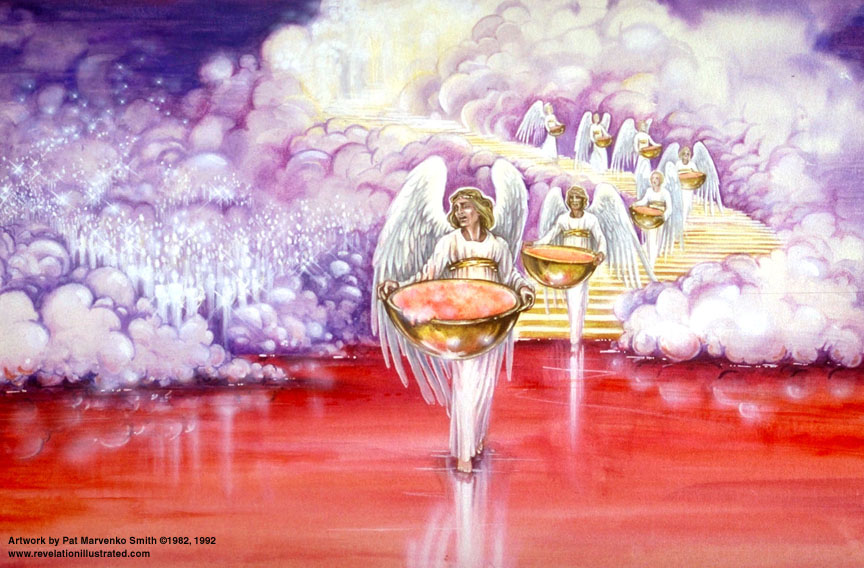 Artwork by Pat Marvenko Smith ©1982, 1992
www.revelationillustrated.com